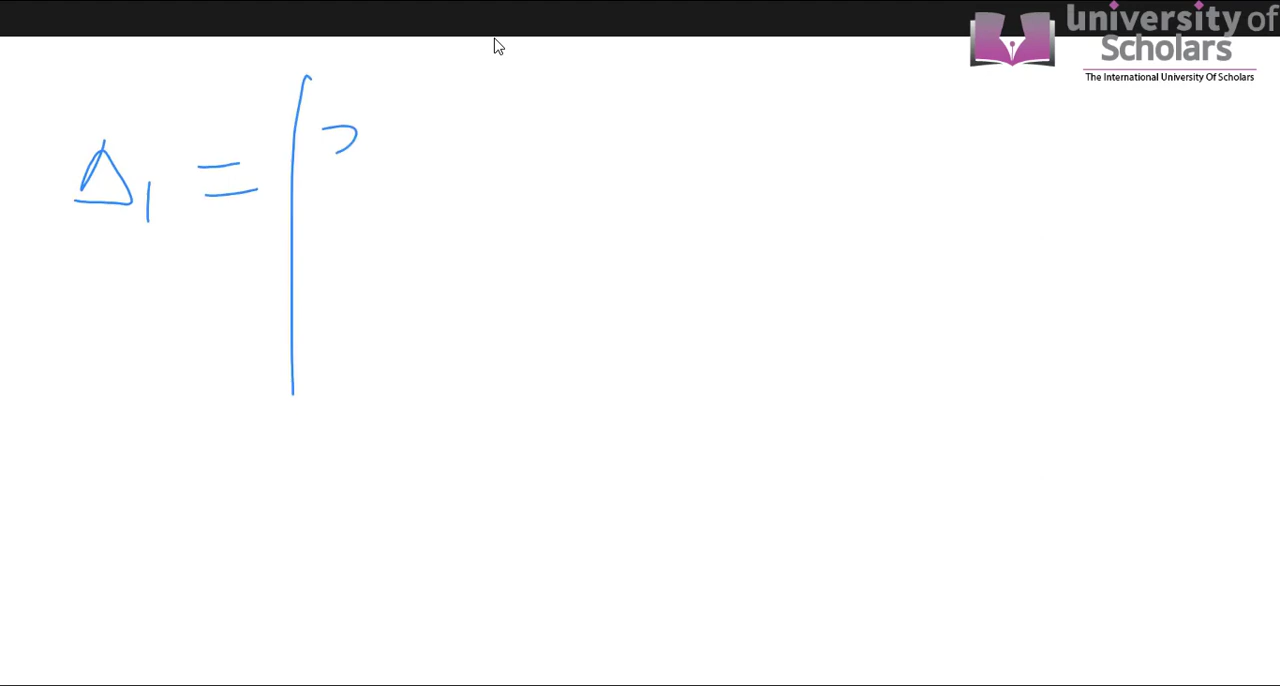 university of
Scholars
The International University Of Scholars
Δ₁ = |